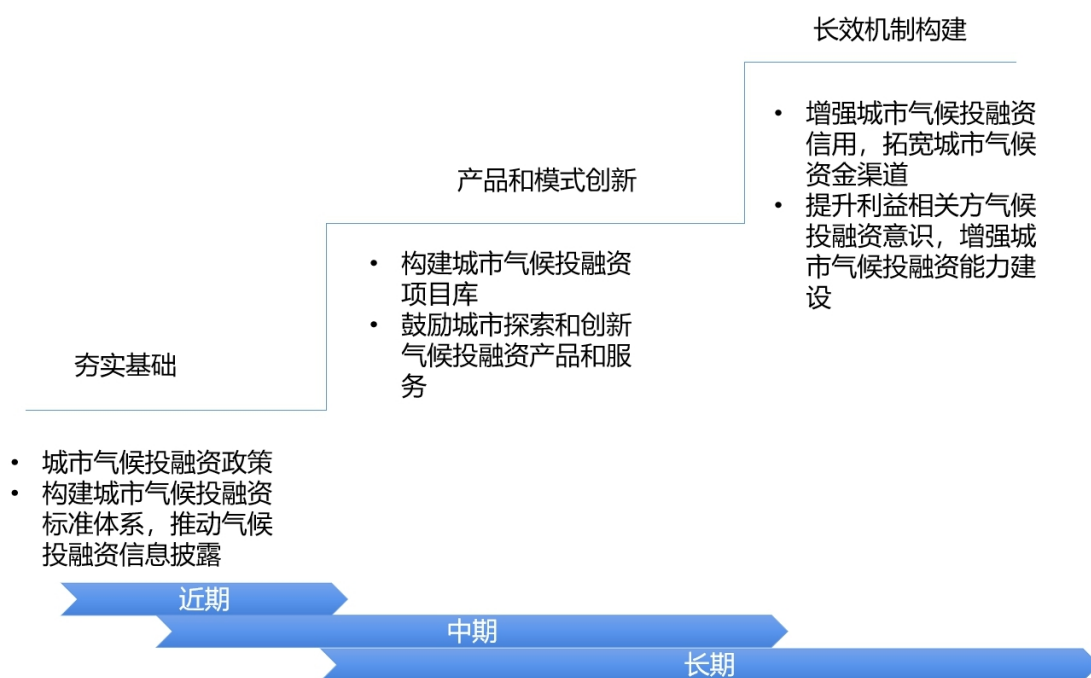 长效机制构建
• 增强城市气候投融资
信用，拓宽城市气候
资金渠道
• 提升利益相关方气候
投融资意识，增强城
市气候投融资能力建
设
产品和模式创新
• 构建城市气候投融资
项目库
• 鼓励城市探索和创新
气候投融资产品和服
务
夯实基础
• 城市气候投融资政策
• 构建城市气候投融资
标准体系，推动气候
投融资信息披露
近期
中期
长期